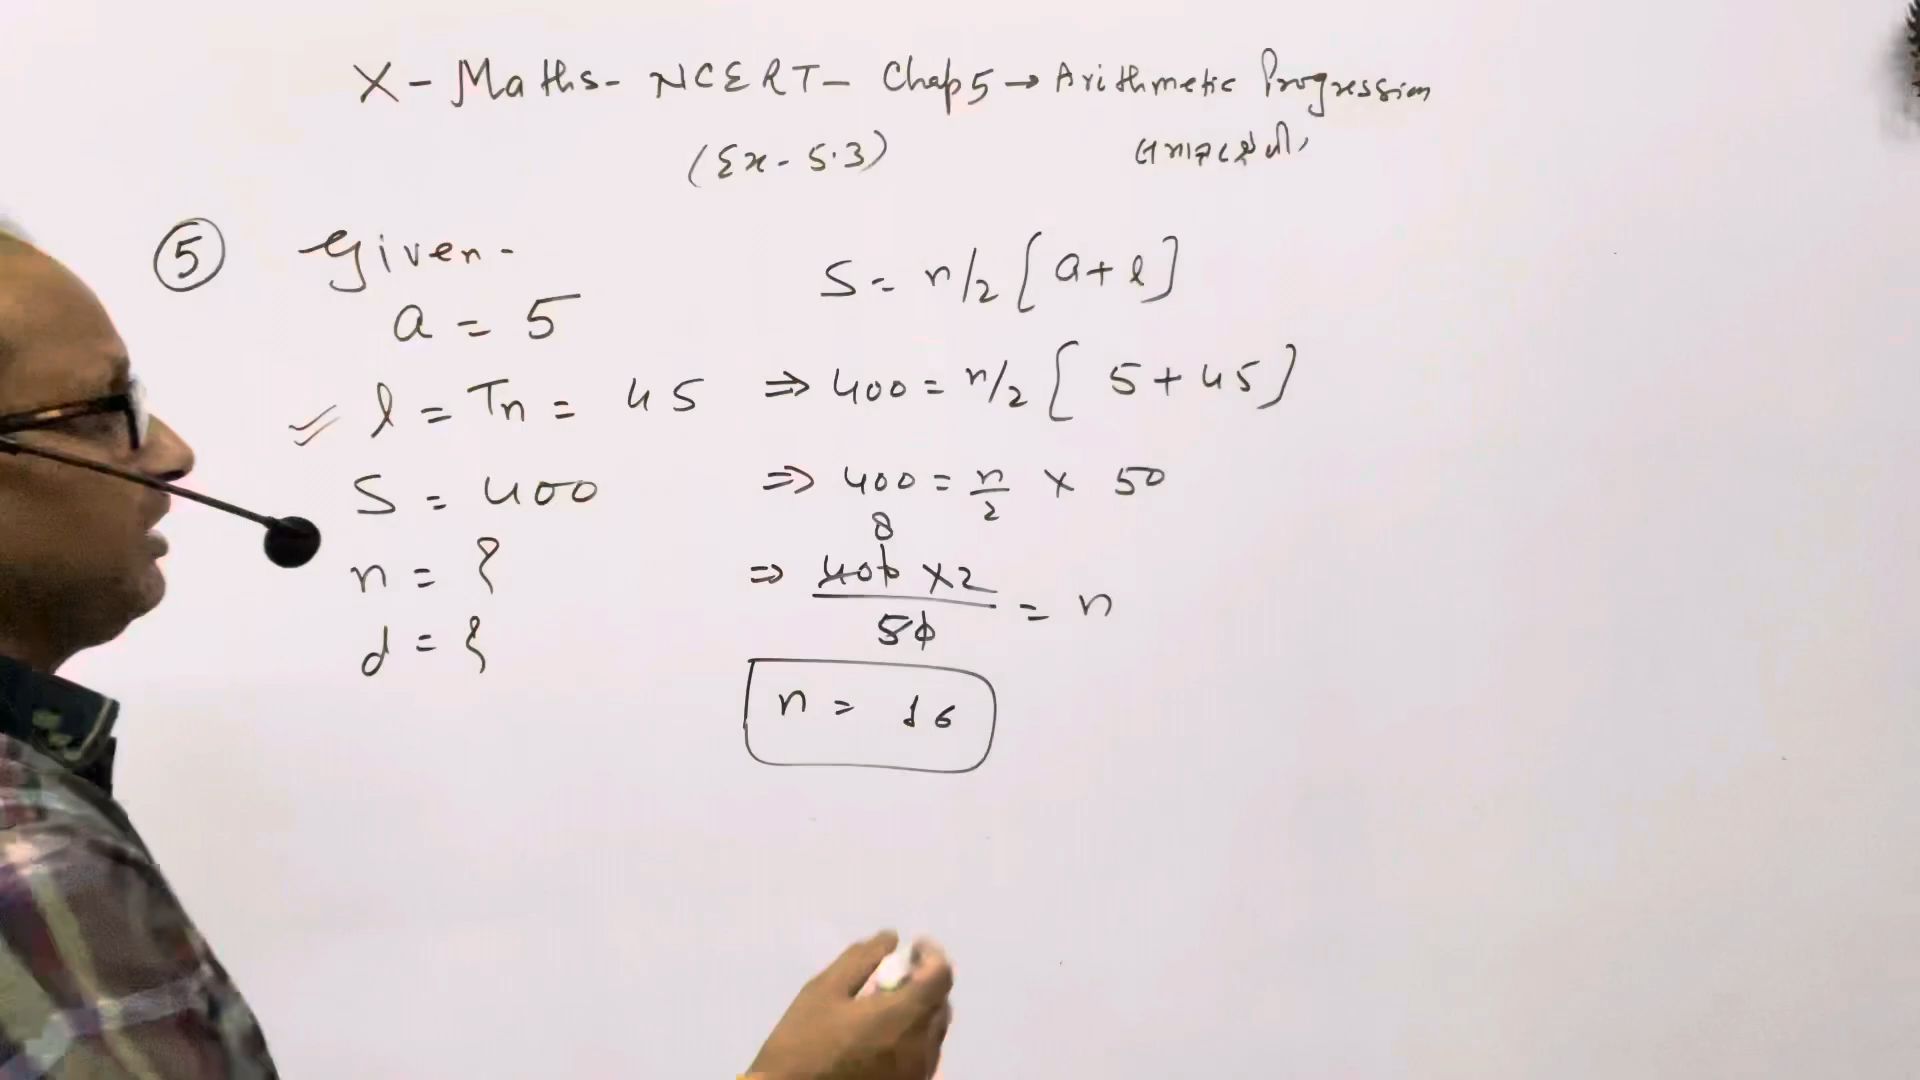 X - Maths - NCERT - Chap 5 → Arithmetic Progression
(Ex - 5.3)
⑤ Given -
a = 5
l = Tn = 45
S = 400
n = ?
d = ?
S = n/2 [a + l]
⇒ 400 = n/2 [5 + 45]
⇒ 400 = n/2 × 50
8
⇒ 400 × 2 / 50 = n
n = 16